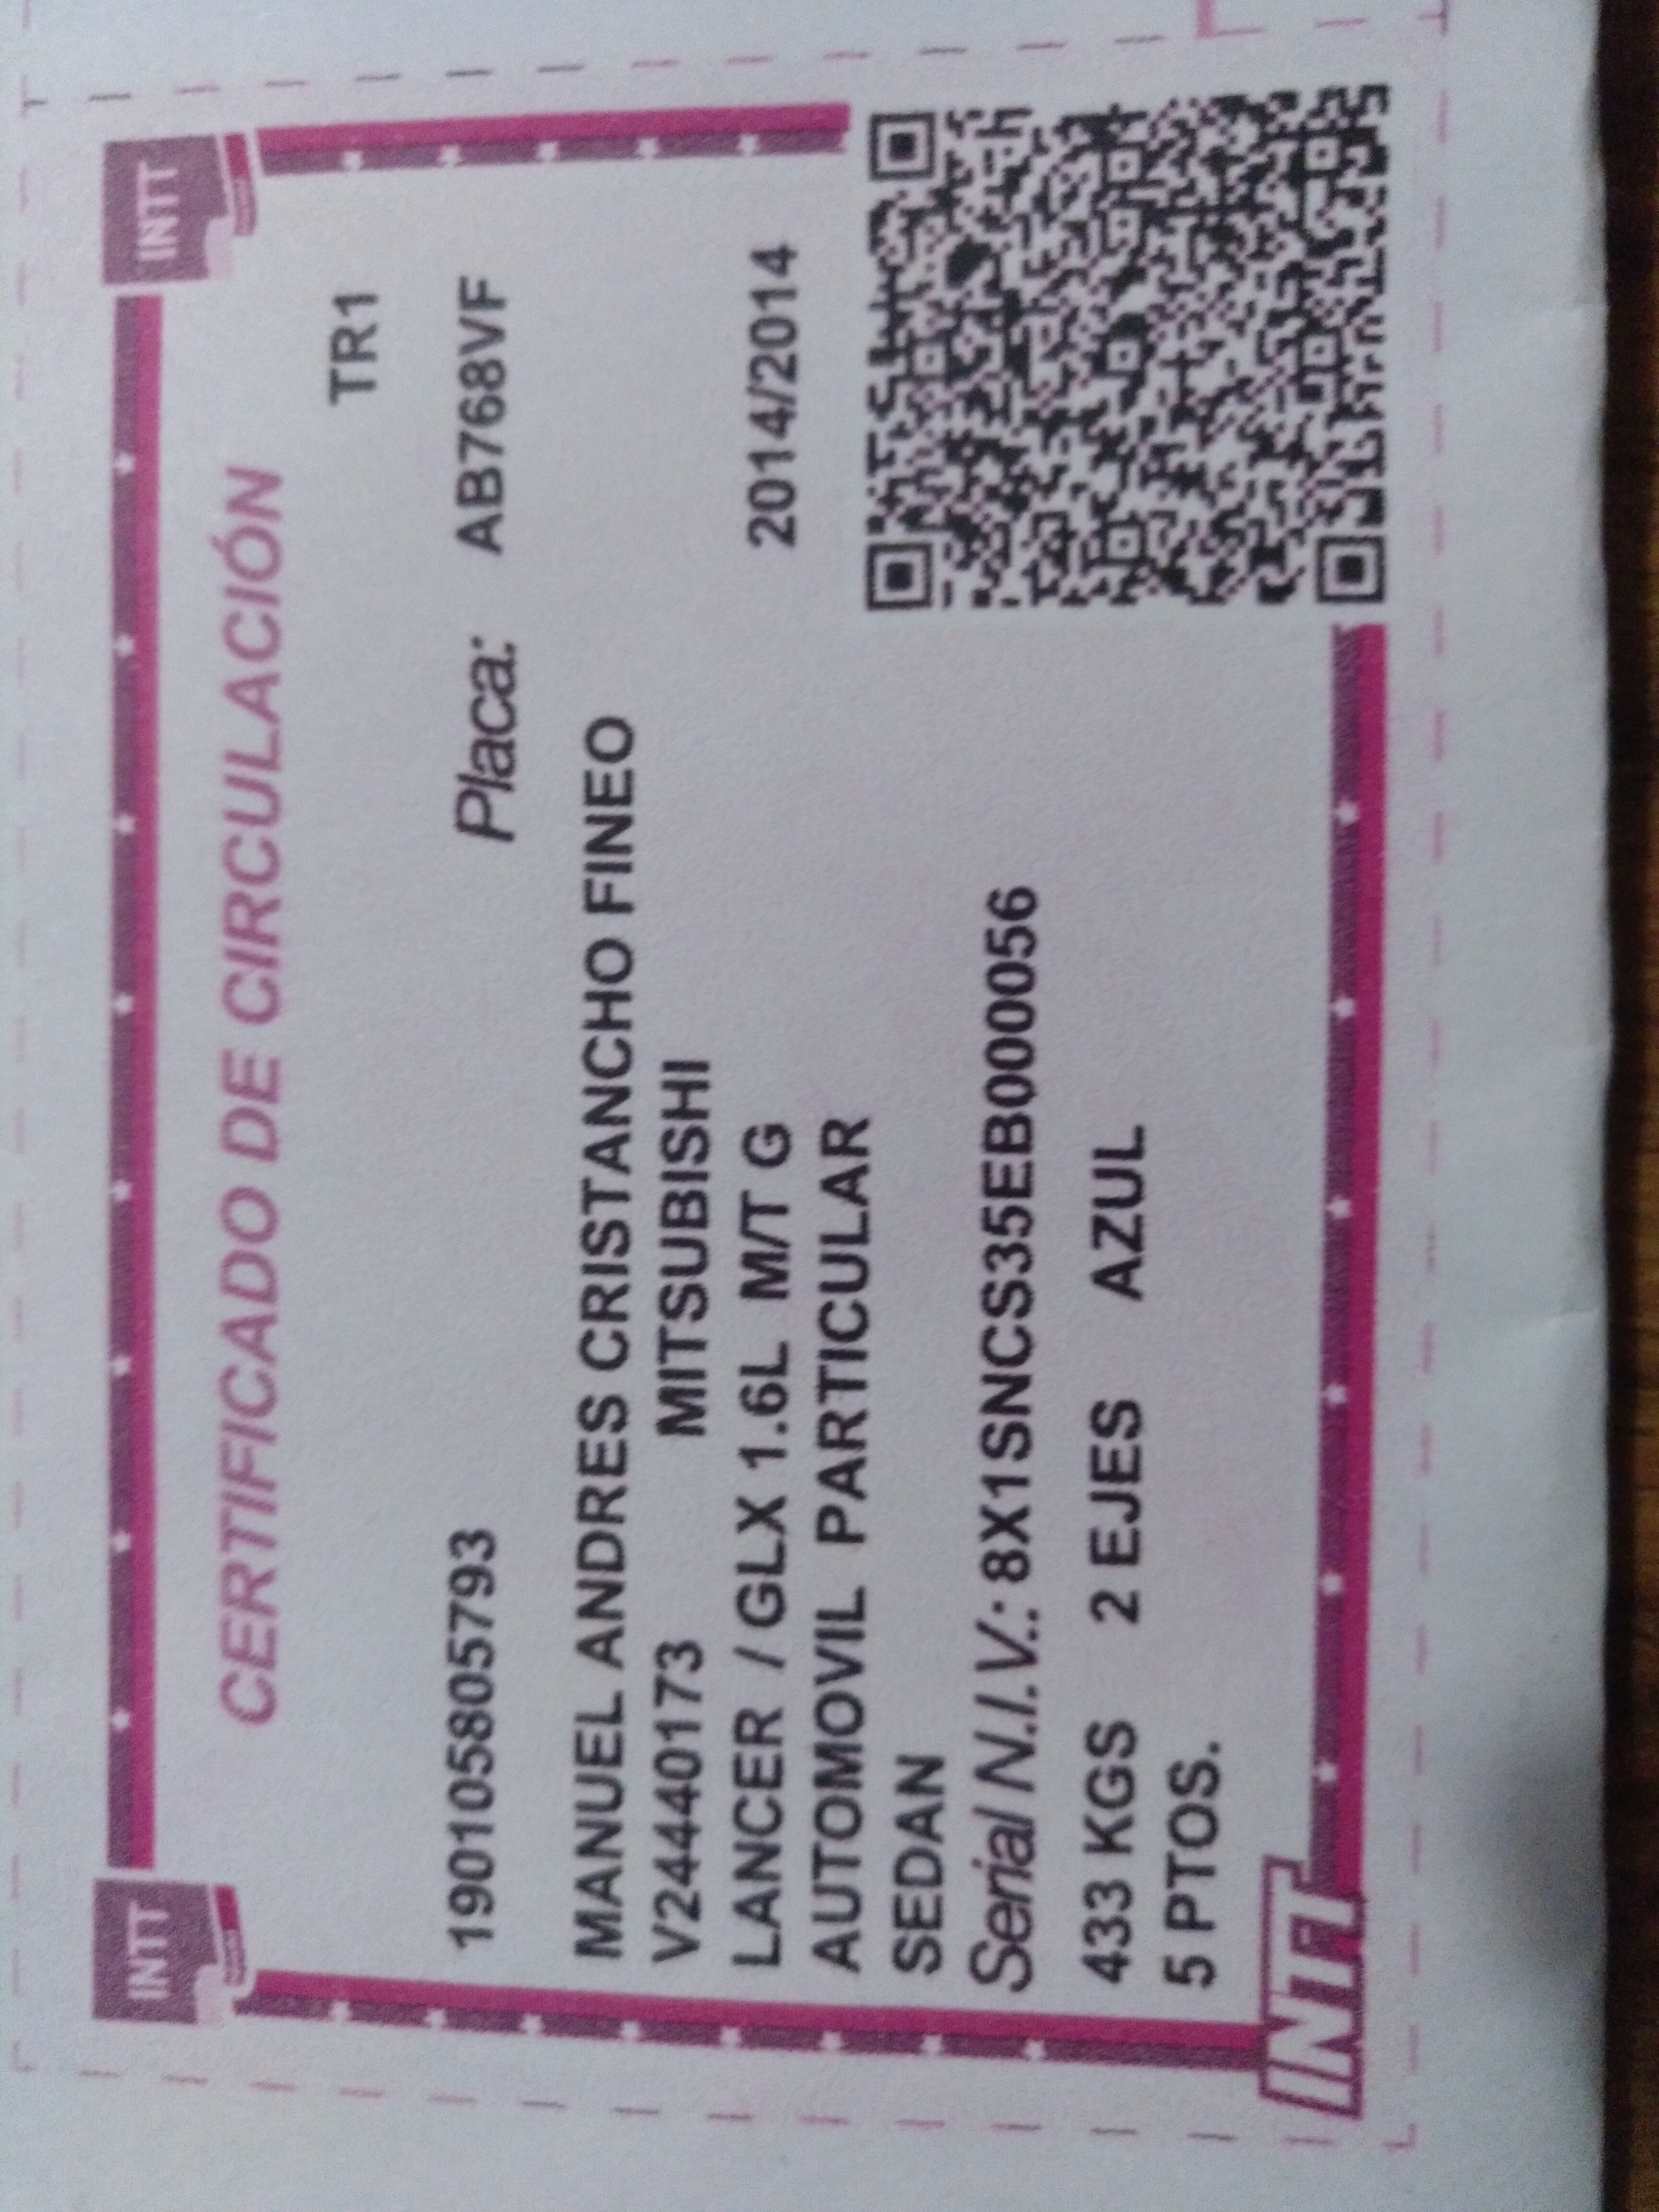 INTT
INTT
CERTIFICADO DE CIRCULACIÓN
TR1
190105805793 Placa: AB768VF
MANUEL ANDRES CRISTANCHO FINEO
V24440173 MITSUBISHI
LANCER / GLX 1.6L M/T G 2014/2014
AUTOMOVIL PARTICULAR
SEDAN
Serial N.I.V.: 8X1SNCS35EB000056
433 KGS 2 EJES AZUL
5 PTOS.
INTT